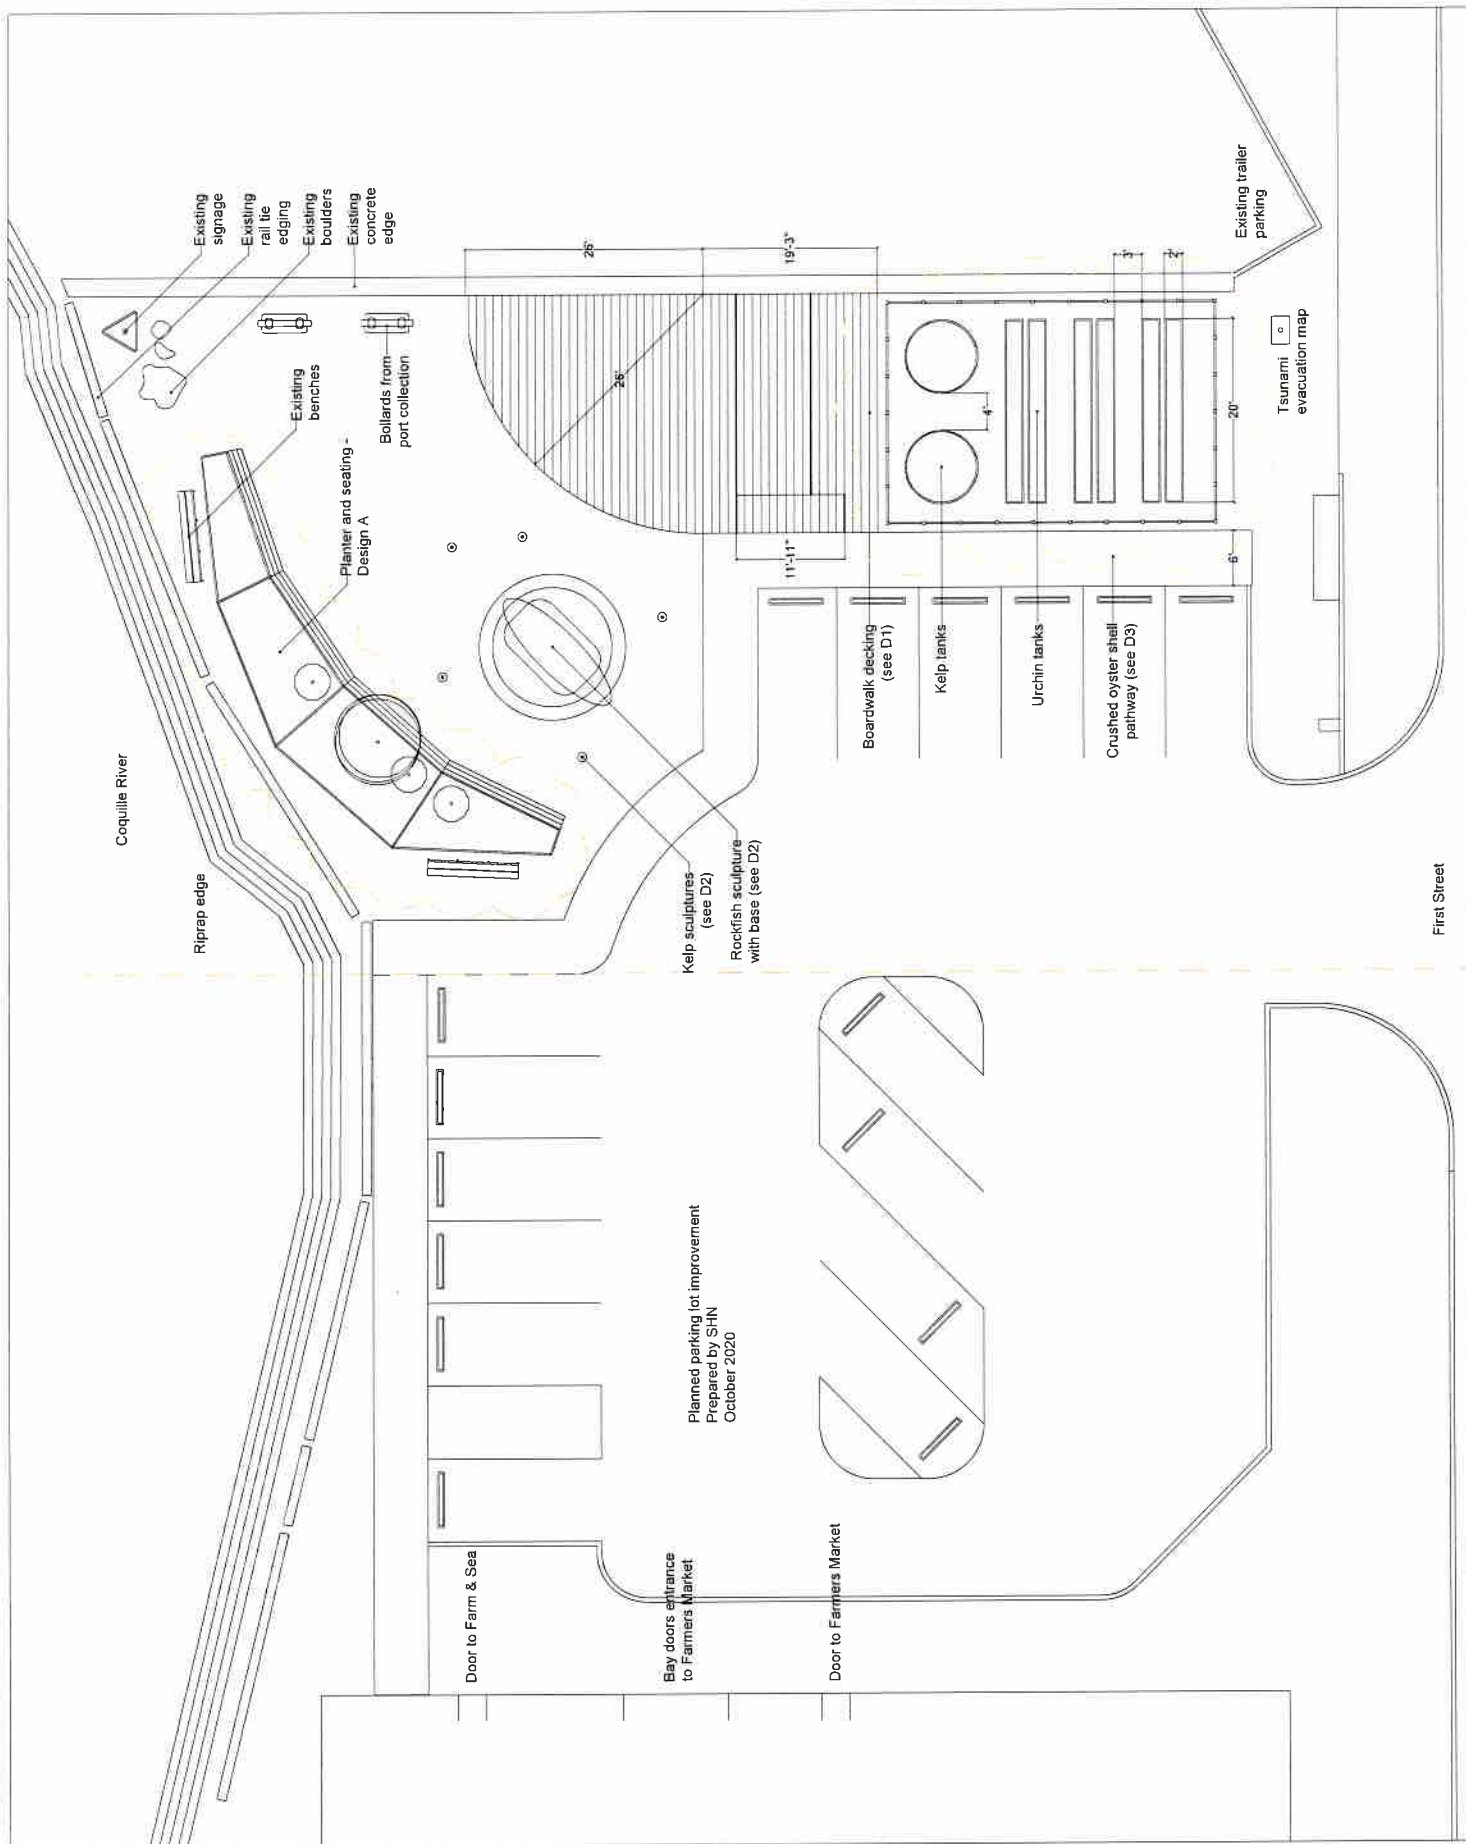 Coquille River
Riprap edge
Existing
signage
Existing
rail tie
edging
Existing
boulders
Existing
concrete
edge
Existing
benches
Planter and seating -
Design A
Bollards from
port collection
26'
19'-3"
26'
11'-11"
4'
3'
2'
20'
6'
Existing trailer
parking
Tsunami
evacuation map
Kelp sculptures
(see D2)
Rockfish sculpture
with base (see D2)
Boardwalk decking
(see D1)
Kelp tanks
Urchin tanks
Crushed oyster shell
pathway (see D3)
First Street
Planned parking lot improvement
Prepared by SHN
October 2020
Door to Farm & Sea
Bay doors entrance
to Farmers Market
Door to Farmers Market